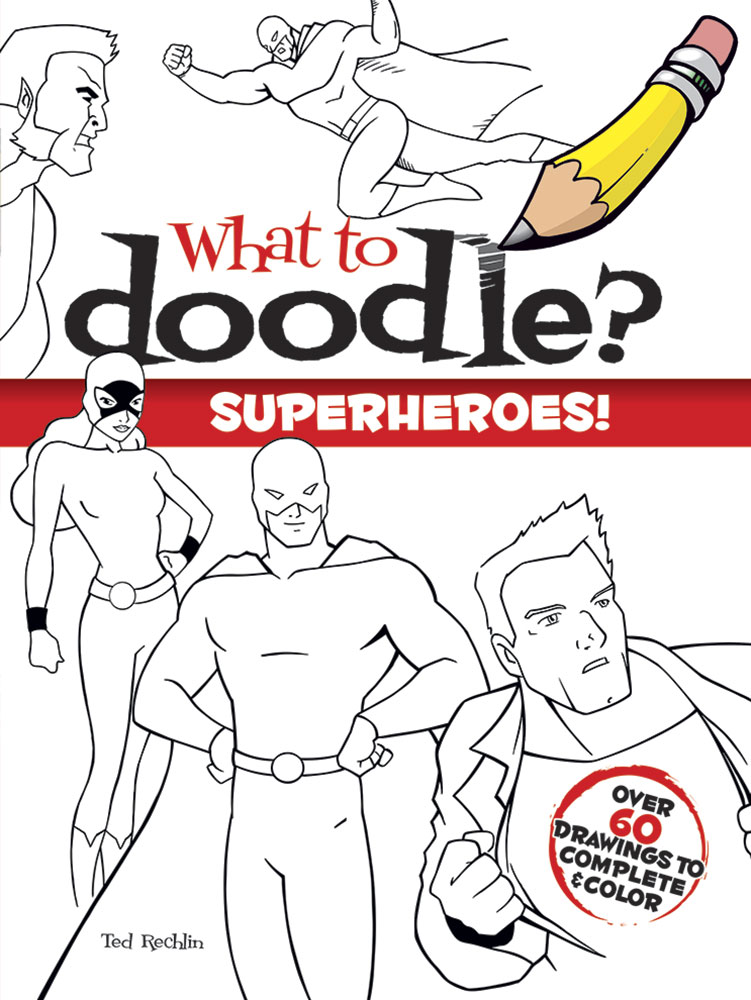 What to
doodle?
SUPERHEROES!
OVER
60
DRAWINGS TO
COMPLETE
& COLOR
Ted Rechlin